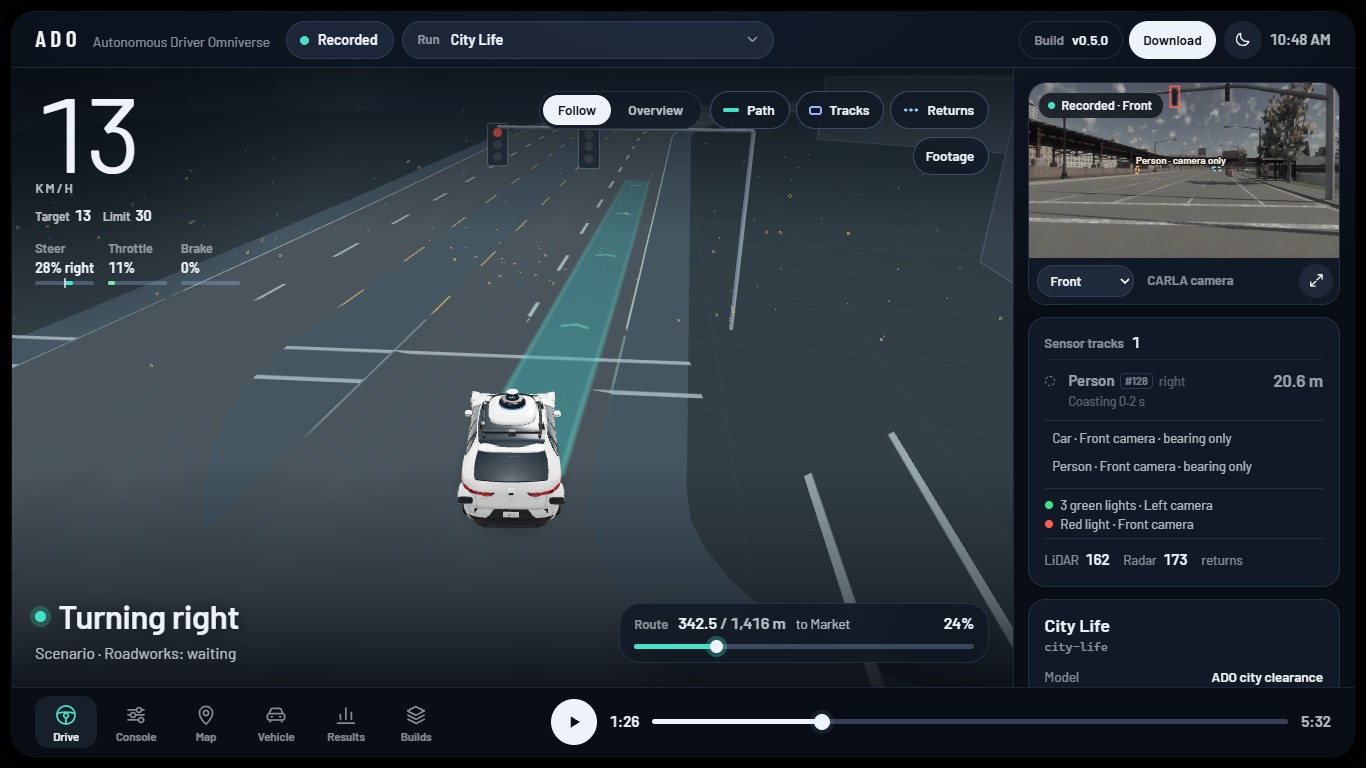 ADO Autonomous Driver Omniverse Recorded Run City Life Build v0.5.0 Download 10:48 AM
13
KM/H
Target 13 Limit 30
Steer Throttle Brake
28% right 11% 0%
Follow Overview Path Tracks Returns
Footage
Turning right
Scenario · Roadworks: waiting
Route 342.5 / 1,416 m to Market 24%
Recorded · Front
Person · camera only
Front CARLA camera
Sensor tracks 1
Person #128 right 20.6 m
Coasting 0.2 s
Car · Front camera · bearing only
Person · Front camera · bearing only
3 green lights · Left camera
Red light · Front camera
LiDAR 162 Radar 173 returns
City Life
city-life
Model ADO city clearance
Drive Console Map Vehicle Results Builds
1:26 5:32